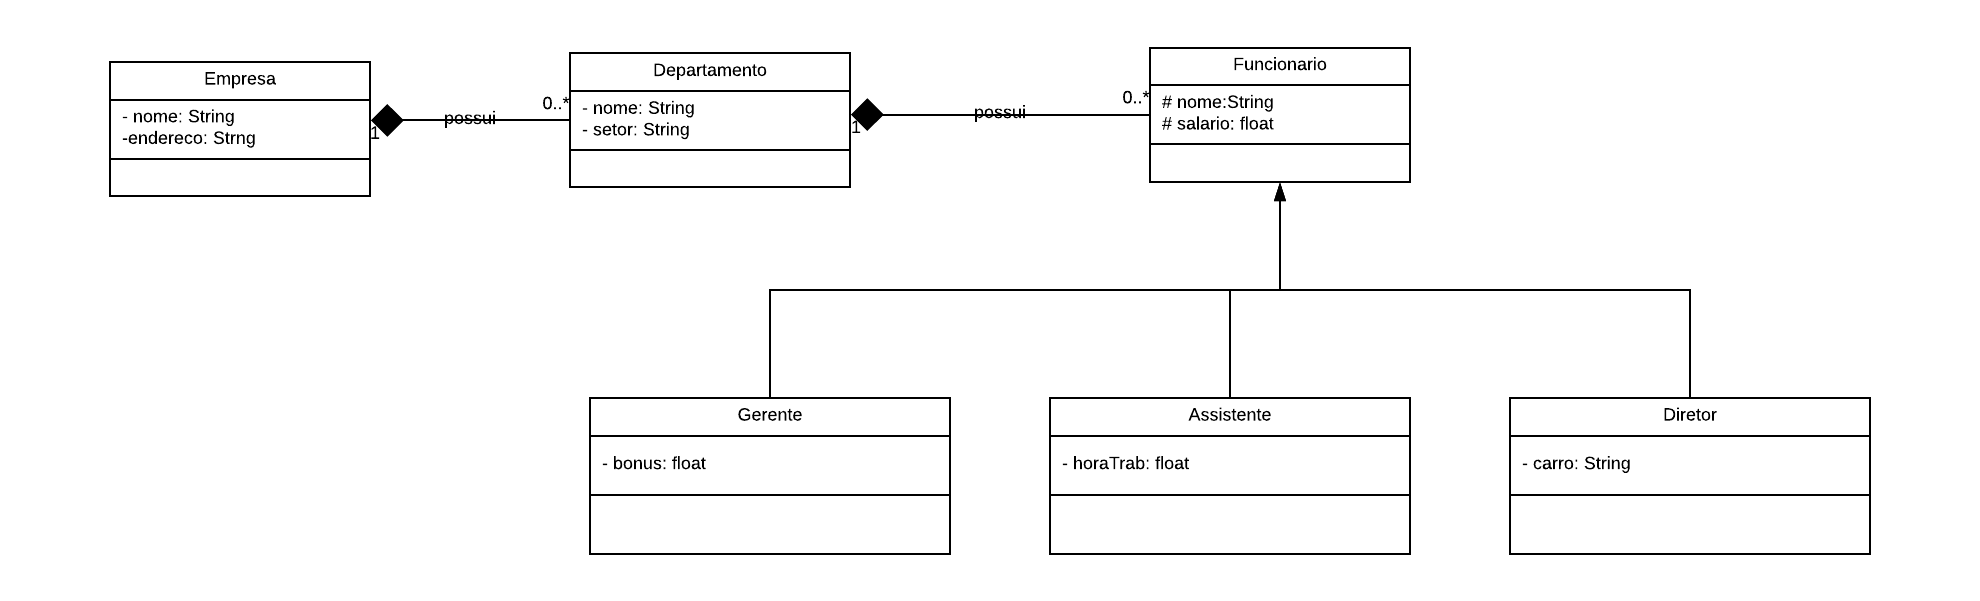 Empresa
- nome: String
-endereco: Strng
1
possui
0..*
Departamento
- nome: String
- setor: String
1
possui
0..*
Funcionario
# nome:String
# salario: float
Gerente
- bonus: float
Assistente
- horaTrab: float
Diretor
- carro: String